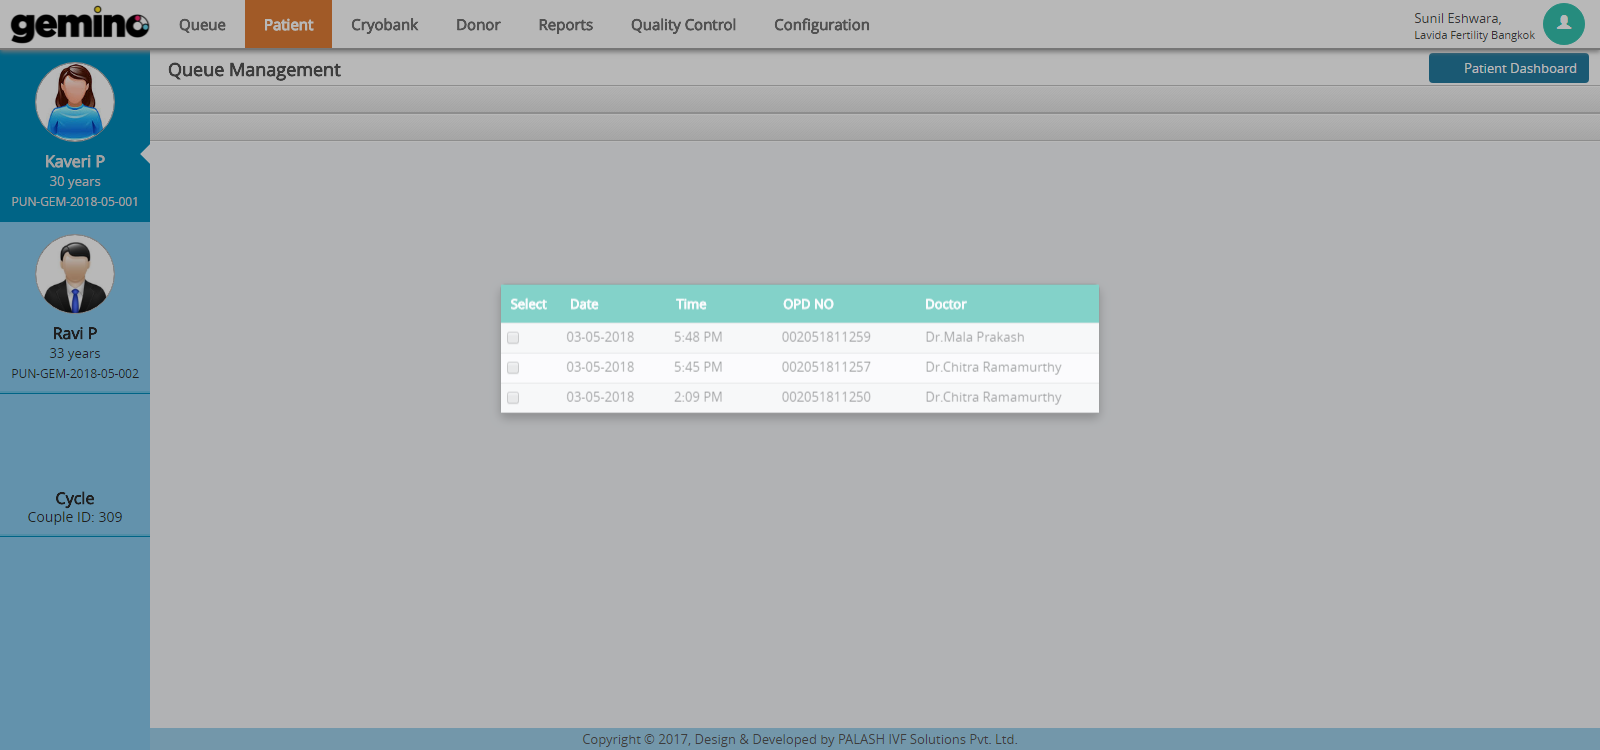 gemino Queue Patient Cryobank Donor Reports Quality Control Configuration
Sunil Eshwara,
Lavida Fertility Bangkok
Queue Management
Patient Dashboard
Kaveri P
30 years
PUN-GEM-2018-05-001
Ravi P
33 years
PUN-GEM-2018-05-002
Cycle
Couple ID: 309
Select Date Time OPD NO Doctor
03-05-2018 5:48 PM 002051811259 Dr.Mala Prakash
03-05-2018 5:45 PM 002051811257 Dr.Chitra Ramamurthy
03-05-2018 2:09 PM 002051811250 Dr.Chitra Ramamurthy
Copyright © 2017, Design & Developed by PALASH IVF Solutions Pvt. Ltd.